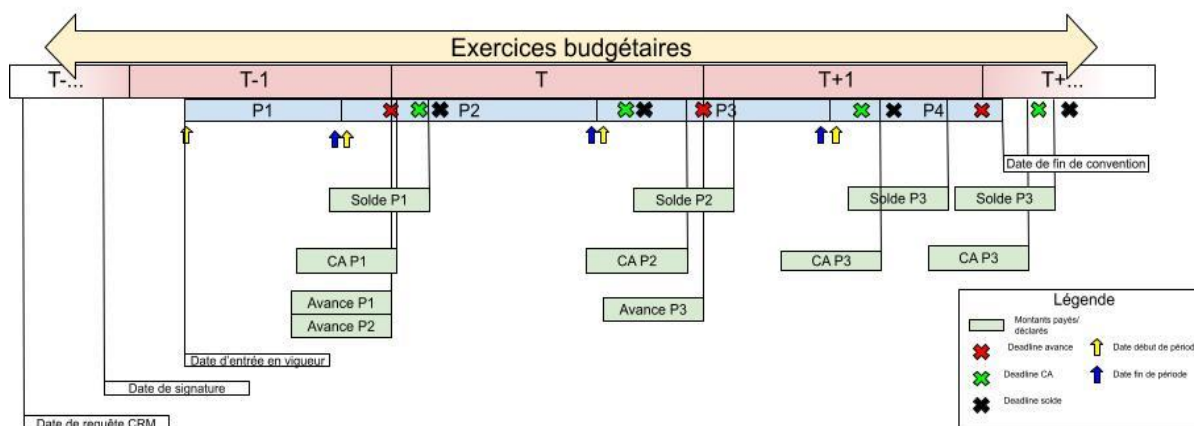 Exercices budgétaires
T-... T-1 T T+1 T+...
P1 P2 P3 P4
Date de fin de convention
Solde P1 Solde P2 Solde P3 Solde P3
CA P1 CA P2 CA P3 CA P3
Avance P1 Avance P3
Avance P2
Légende
Montants payés/
déclarés
Deadline avance Date début de période
Deadline CA Date fin de période
Deadline solde
Date d'entrée en vigueur
Date de signature
Date de requête CRM